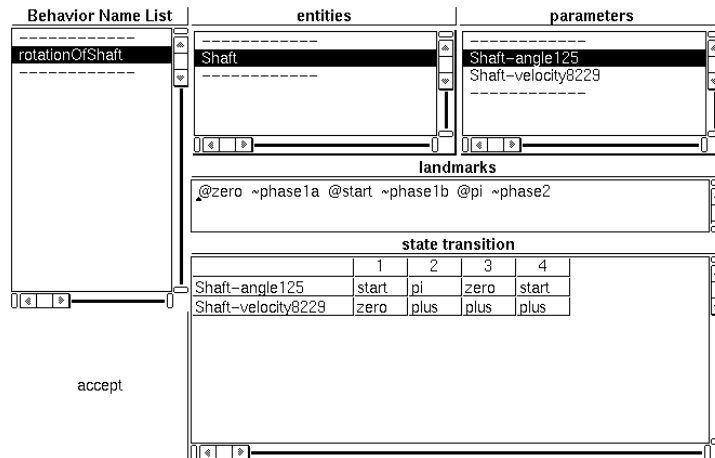 Behavior Name List
entities
parameters
------------
rotationOfShaft
------------
------------
Shaft
------------
------------
Shaft-angle125
Shaft-velocity8229
------------
landmarks
@zero ~phase1a @start ~phase1b @pi ~phase2
state transition
1 2 3 4
Shaft-angle125 start pi zero start
Shaft-velocity8229 zero plus plus plus
accept